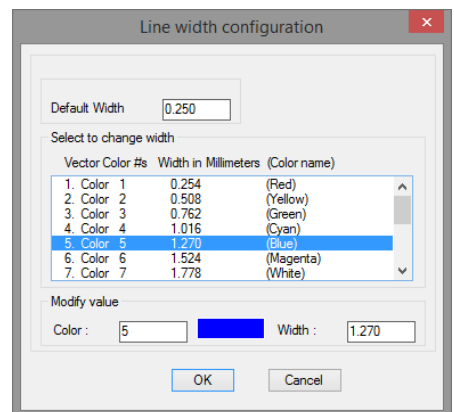 Line width configuration
Default Width 0.250
Select to change width
Vector Color #s Width in Millimeters (Color name)
1. Color 1 0.254 (Red)
2. Color 2 0.508 (Yellow)
3. Color 3 0.762 (Green)
4. Color 4 1.016 (Cyan)
5. Color 5 1.270 (Blue)
6. Color 6 1.524 (Magenta)
7. Color 7 1.778 (White)
Modify value
Color : 5 Width : 1.270
OK Cancel